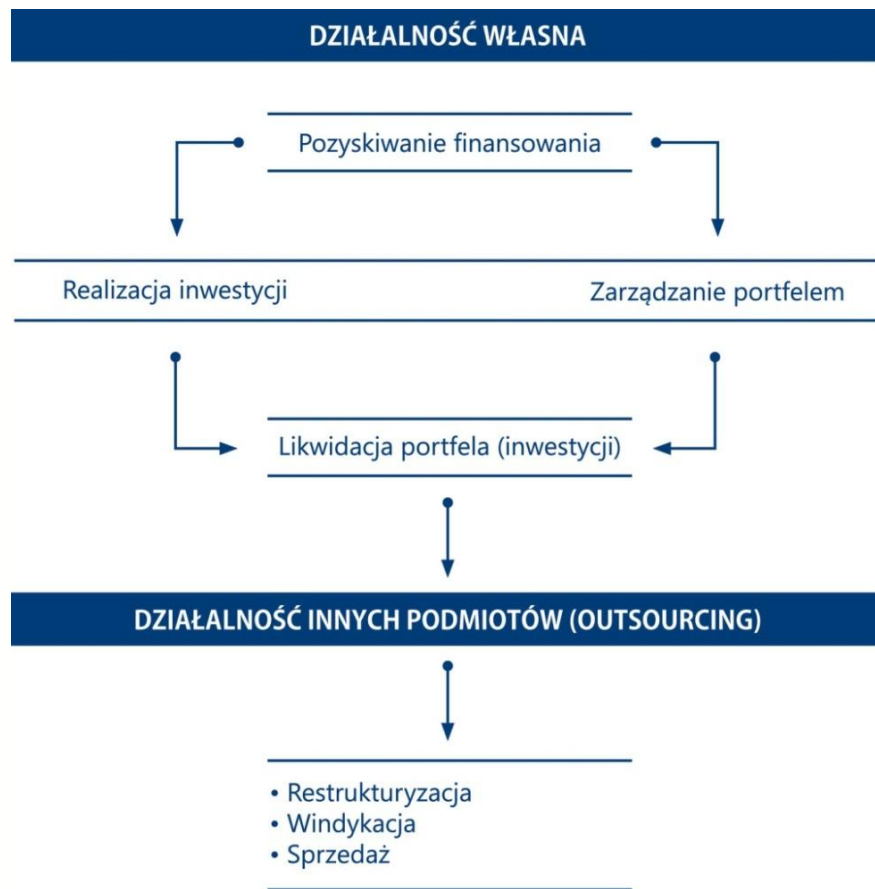 DZIAŁALNOŚĆ WŁASNA
Pozyskiwanie finansowania
Realizacja inwestycji
Zarządzanie portfelem
Likwidacja portfela (inwestycji)
DZIAŁALNOŚĆ INNYCH PODMIOTÓW (OUTSOURCING)
• Restrukturyzacja
• Windykacja
• Sprzedaż